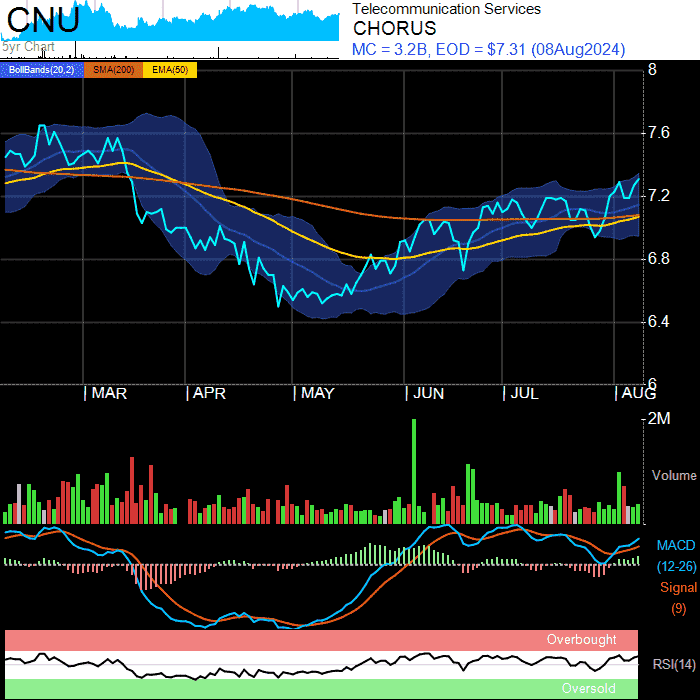 CNU
5yr Chart
Telecommunication Services
CHORUS
MC = 3.2B, EOD = $7.31 (08Aug2024)
BollBands(20,2) SMA(200) EMA(50)
8
7.6
7.2
6.8
6.4
6
| MAR | APR | MAY | JUN | JUL | AUG
2M
Volume
MACD
(12-26)
Signal
(9)
Overbought
RSI(14)
Oversold